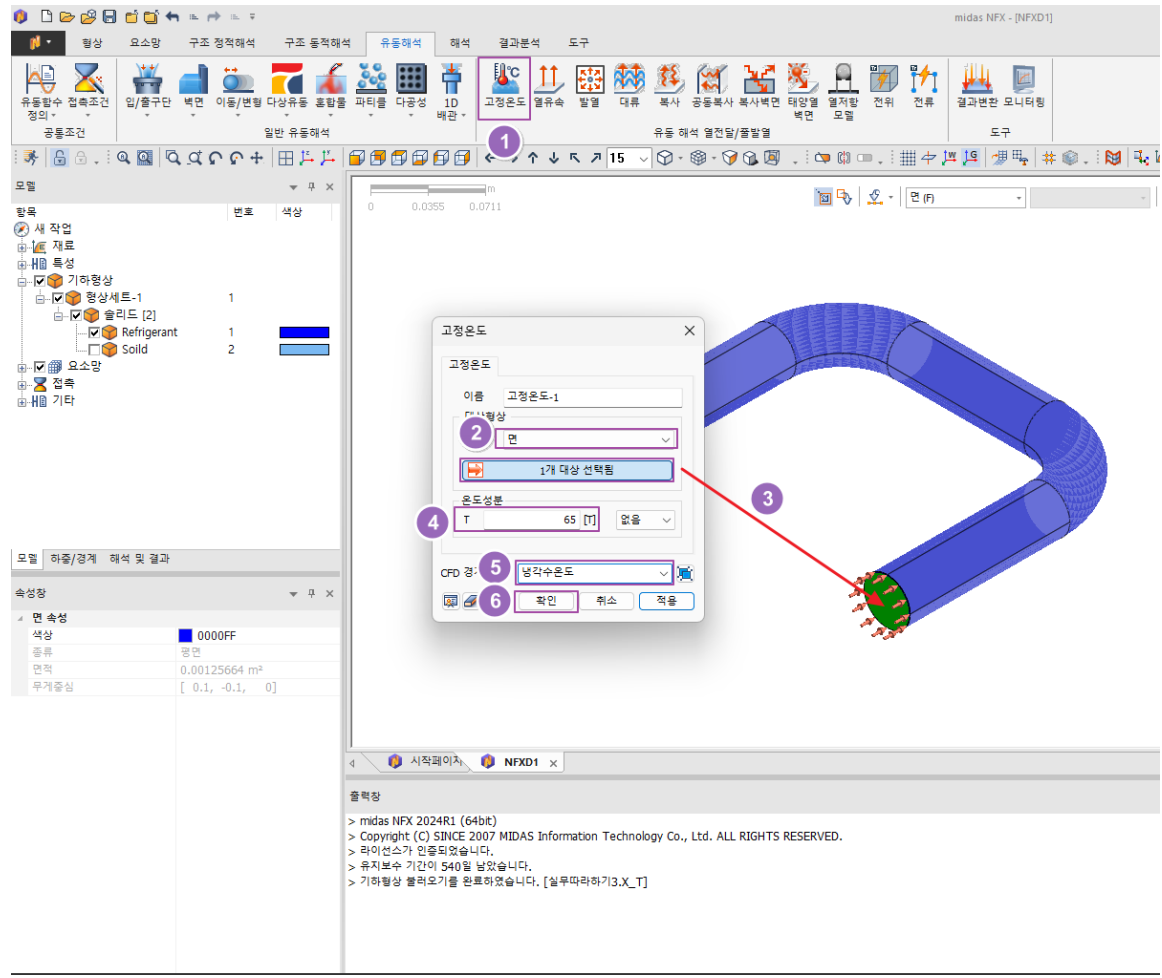 midas NFX - [NFXD1]
형상 요소망 구조 정적해석 구조 동적해석 유동해석 해석 결과분석 도구
유동함수 정의 접촉조건 입/출구단 벽면 이동/변형 다상유동 혼합물 파티클 다공성 1D 배관 고정온도 열유속 발열 대류 복사 공동복사 복사벽면 태양열 벽면 열저항 모델 전위 전류 결과변환 모니터링
공통조건 일반 유동해석 1 유동 해석 열전달/줄발열 도구
15
모델
항목 번호 색상
새 작업
재료
특성
기하형상
형상세트-1 1
솔리드 [2]
Refrigerant 1
Soild 2
요소망
접촉
기타
모델 하중/경계 해석 및 결과
속성창
면 속성
색상 0000FF
종류 평면
면적 0.00125664 m²
무게중심 [ 0.1, -0.1, 0]
m
0 0.0355 0.0711
면 (F)
고정온도
고정온도
이름 고정온도-1
대상형상
2 면
1개 대상 선택됨
3
온도성분
4 T 65 [T] 없음
CFD 경 5 냉각수온도
6 확인 취소 적용
시작페이지 NFXD1
출력창
> midas NFX 2024R1 (64bit)
> Copyright (C) SINCE 2007 MIDAS Information Technology Co., Ltd. ALL RIGHTS RESERVED.
> 라이선스가 인증되었습니다.
> 유지보수 기간이 540일 남았습니다.
> 기하형상 불러오기를 완료하였습니다. [실무따라하기3.X_T]